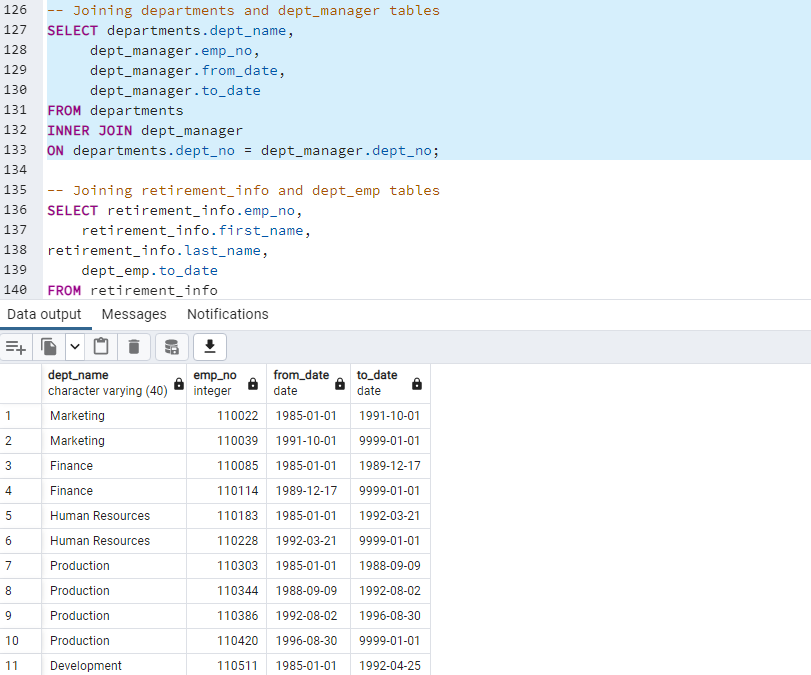 126 -- Joining departments and dept_manager tables
127 SELECT departments.dept_name,
128 dept_manager.emp_no,
129 dept_manager.from_date,
130 dept_manager.to_date
131 FROM departments
132 INNER JOIN dept_manager
133 ON departments.dept_no = dept_manager.dept_no;
134
135 -- Joining retirement_info and dept_emp tables
136 SELECT retirement_info.emp_no,
137 retirement_info.first_name,
138 retirement_info.last_name,
139 dept_emp.to_date
140 FROM retirement_info
Data output Messages Notifications
dept_name emp_no from_date to_date
character varying (40) integer date date
1 Marketing 110022 1985-01-01 1991-10-01
2 Marketing 110039 1991-10-01 9999-01-01
3 Finance 110085 1985-01-01 1989-12-17
4 Finance 110114 1989-12-17 9999-01-01
5 Human Resources 110183 1985-01-01 1992-03-21
6 Human Resources 110228 1992-03-21 9999-01-01
7 Production 110303 1985-01-01 1988-09-09
8 Production 110344 1988-09-09 1992-08-02
9 Production 110386 1992-08-02 1996-08-30
10 Production 110420 1996-08-30 9999-01-01
11 Development 110511 1985-01-01 1992-04-25